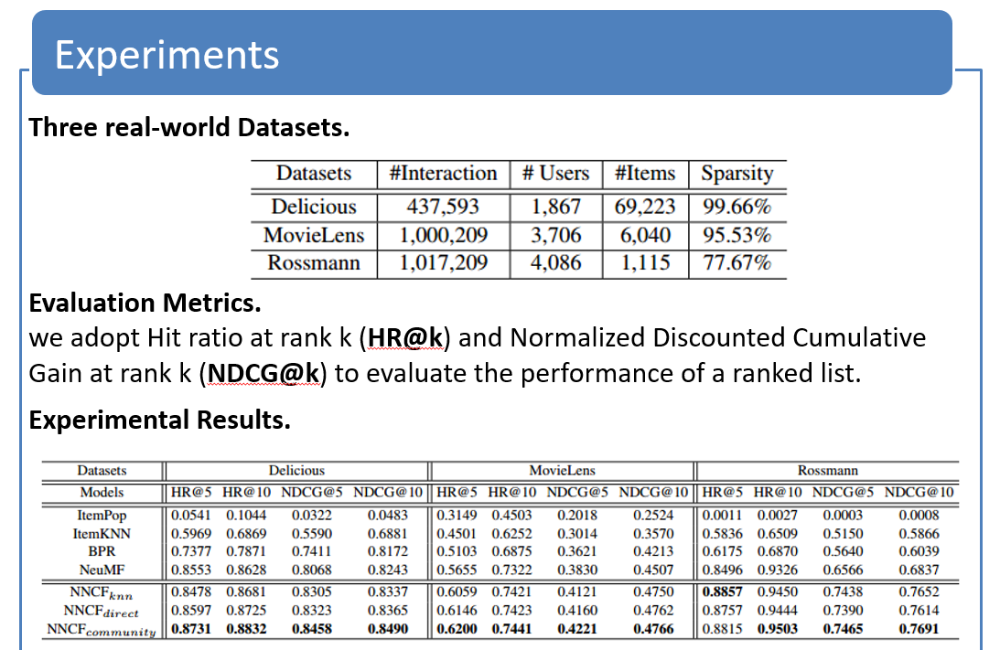 Experiments
Three real-world Datasets.
Datasets #Interaction # Users #Items Sparsity
Delicious 437,593 1,867 69,223 99.66%
MovieLens 1,000,209 3,706 6,040 95.53%
Rossmann 1,017,209 4,086 1,115 77.67%
Evaluation Metrics.
we adopt Hit ratio at rank k (HR@k) and Normalized Discounted Cumulative
Gain at rank k (NDCG@k) to evaluate the performance of a ranked list.
Experimental Results.
Datasets Delicious MovieLens Rossmann
Models HR@5 HR@10 NDCG@5 NDCG@10 HR@5 HR@10 NDCG@5 NDCG@10 HR@5 HR@10 NDCG@5 NDCG@10
ItemPop 0.0541 0.1044 0.0322 0.0483 0.3149 0.4503 0.2018 0.2524 0.0011 0.0027 0.0003 0.0008
ItemKNN 0.5969 0.6869 0.5590 0.6881 0.4501 0.6252 0.3014 0.3570 0.5836 0.6509 0.5150 0.5866
BPR 0.7377 0.7871 0.7411 0.8172 0.5103 0.6875 0.3621 0.4213 0.6175 0.6870 0.5640 0.6039
NeuMF 0.8553 0.8628 0.8068 0.8243 0.5655 0.7322 0.3830 0.4507 0.8496 0.9326 0.6566 0.6837
NNCFknn 0.8478 0.8681 0.8305 0.8337 0.6059 0.7421 0.4121 0.4750 0.8857 0.9450 0.7438 0.7652
NNCFdirect 0.8597 0.8725 0.8323 0.8365 0.6146 0.7423 0.4160 0.4762 0.8757 0.9444 0.7390 0.7614
NNCFcommunity 0.8731 0.8832 0.8458 0.8490 0.6200 0.7441 0.4221 0.4766 0.8815 0.9503 0.7465 0.7691